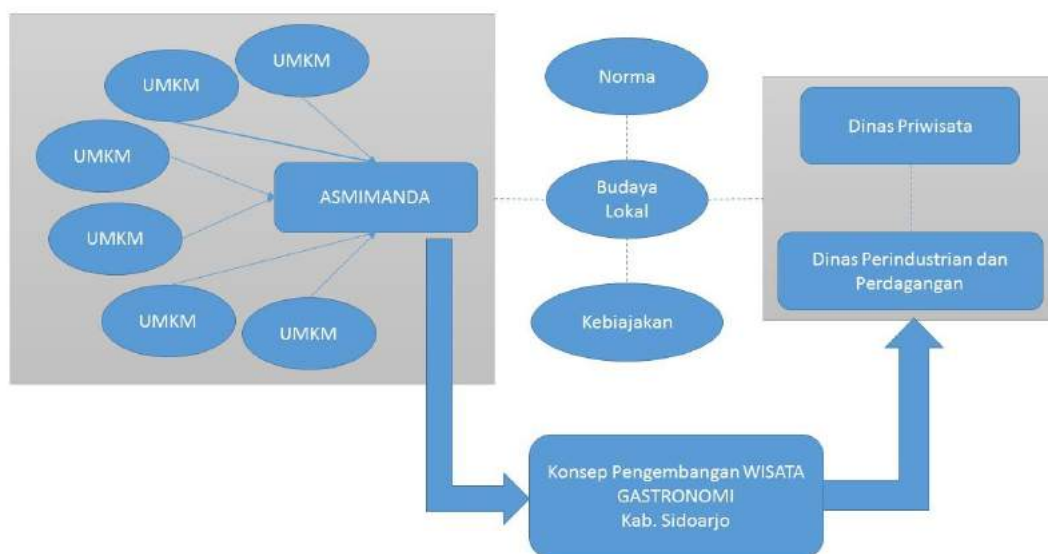 UMKM
UMKM
UMKM
UMKM
UMKM
UMKM
ASMIMANDA
Norma
Budaya
Lokal
Kebiajakan
Dinas Priwisata
Dinas Perindustrian dan
Perdagangan
Konsep Pengembangan WISATA
GASTRONOMI
Kab. Sidoarjo